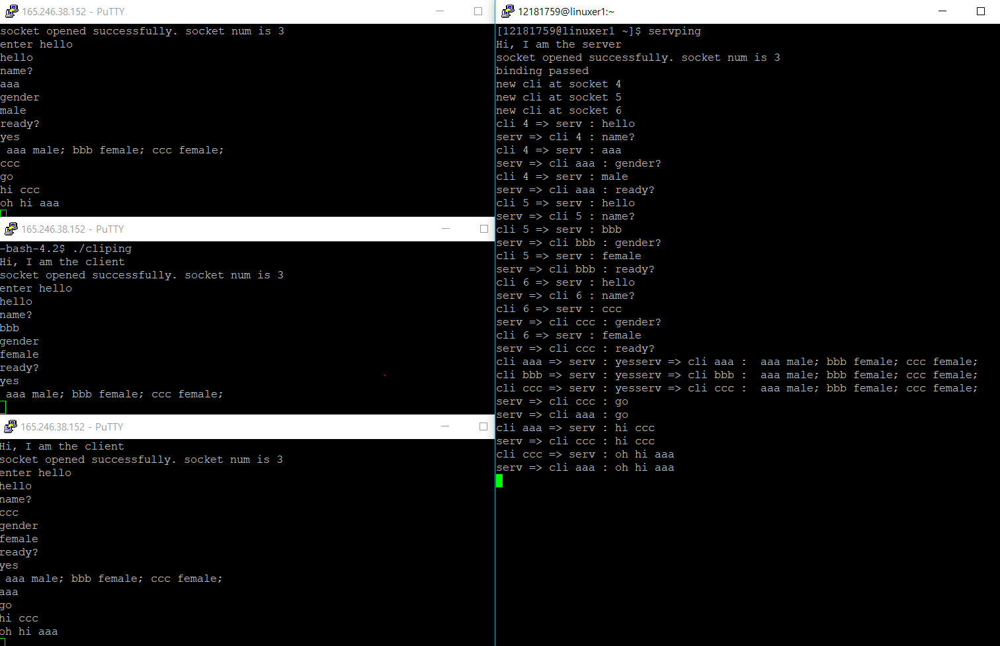 165.246.38.152 - PuTTY
socket opened successfully. socket num is 3
enter hello
hello
name?
aaa
gender
male
ready?
yes
 aaa male; bbb female; ccc female;
ccc
go
hi ccc
oh hi aaa
165.246.38.152 - PuTTY
-bash-4.2$ ./cliping
Hi, I am the client
socket opened successfully. socket num is 3
enter hello
hello
name?
bbb
gender
female
ready?
yes
 aaa male; bbb female; ccc female;
165.246.38.152 - PuTTY
Hi, I am the client
socket opened successfully. socket num is 3
enter hello
hello
name?
ccc
gender
female
ready?
yes
 aaa male; bbb female; ccc female;
aaa
go
hi ccc
oh hi aaa
12181759@linuxer1:~
[12181759@linuxer1 ~]$ servping
Hi, I am the server
socket opened successfully. socket num is 3
binding passed
new cli at socket 4
new cli at socket 5
new cli at socket 6
cli 4 => serv : hello
serv => cli 4 : name?
cli 4 => serv : aaa
serv => cli aaa : gender?
cli 4 => serv : male
serv => cli aaa : ready?
cli 5 => serv : hello
serv => cli 5 : name?
cli 5 => serv : bbb
serv => cli bbb : gender?
cli 5 => serv : female
serv => cli bbb : ready?
cli 6 => serv : hello
serv => cli 6 : name?
cli 6 => serv : ccc
serv => cli ccc : gender?
cli 6 => serv : female
serv => cli ccc : ready?
cli aaa => serv : yesserv => cli aaa :  aaa male; bbb female; ccc female;
cli bbb => serv : yesserv => cli bbb :  aaa male; bbb female; ccc female;
cli ccc => serv : yesserv => cli ccc :  aaa male; bbb female; ccc female;
serv => cli ccc : go
serv => cli aaa : go
cli aaa => serv : hi ccc
serv => cli ccc : hi ccc
cli ccc => serv : oh hi aaa
serv => cli aaa : oh hi aaa